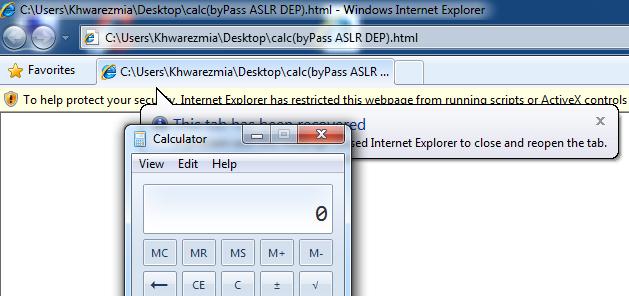 C:\Users\Khwarezmia\Desktop\calc(byPass ASLR DEP).html - Windows Internet Explorer
C:\Users\Khwarezmia\Desktop\calc(byPass ASLR DEP).html
Favorites
C:\Users\Khwarezmia\Desktop\calc(byPass ASLR ...
To help protect your security, Internet Explorer has restricted this webpage from running scripts or ActiveX controls
This tab has been recovered
Calculator
sed Internet Explorer to close and reopen the tab.
View Edit Help
0
MC MR MS M+ M-
← CE C ± √